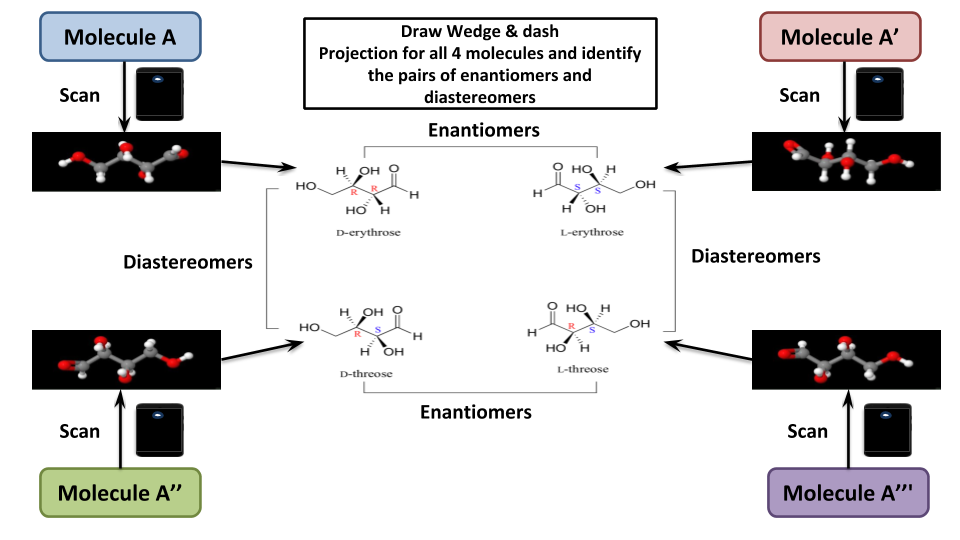 Molecule A
Draw Wedge & dash
Projection for all 4 molecules and identify
the pairs of enantiomers and
diastereomers
Molecule A’
Scan
Scan
Enantiomers
H
OH
O
HO
R
R
H
HO
H
D-erythrose
O
HO
H
H
S
S
OH
H
OH
L-erythrose
Diastereomers
Diastereomers
H
OH
O
HO
R
S
H
H
OH
D-threose
O
HO
H
H
R
S
OH
HO
H
L-threose
Enantiomers
Scan
Scan
Molecule A’’
Molecule A’’'